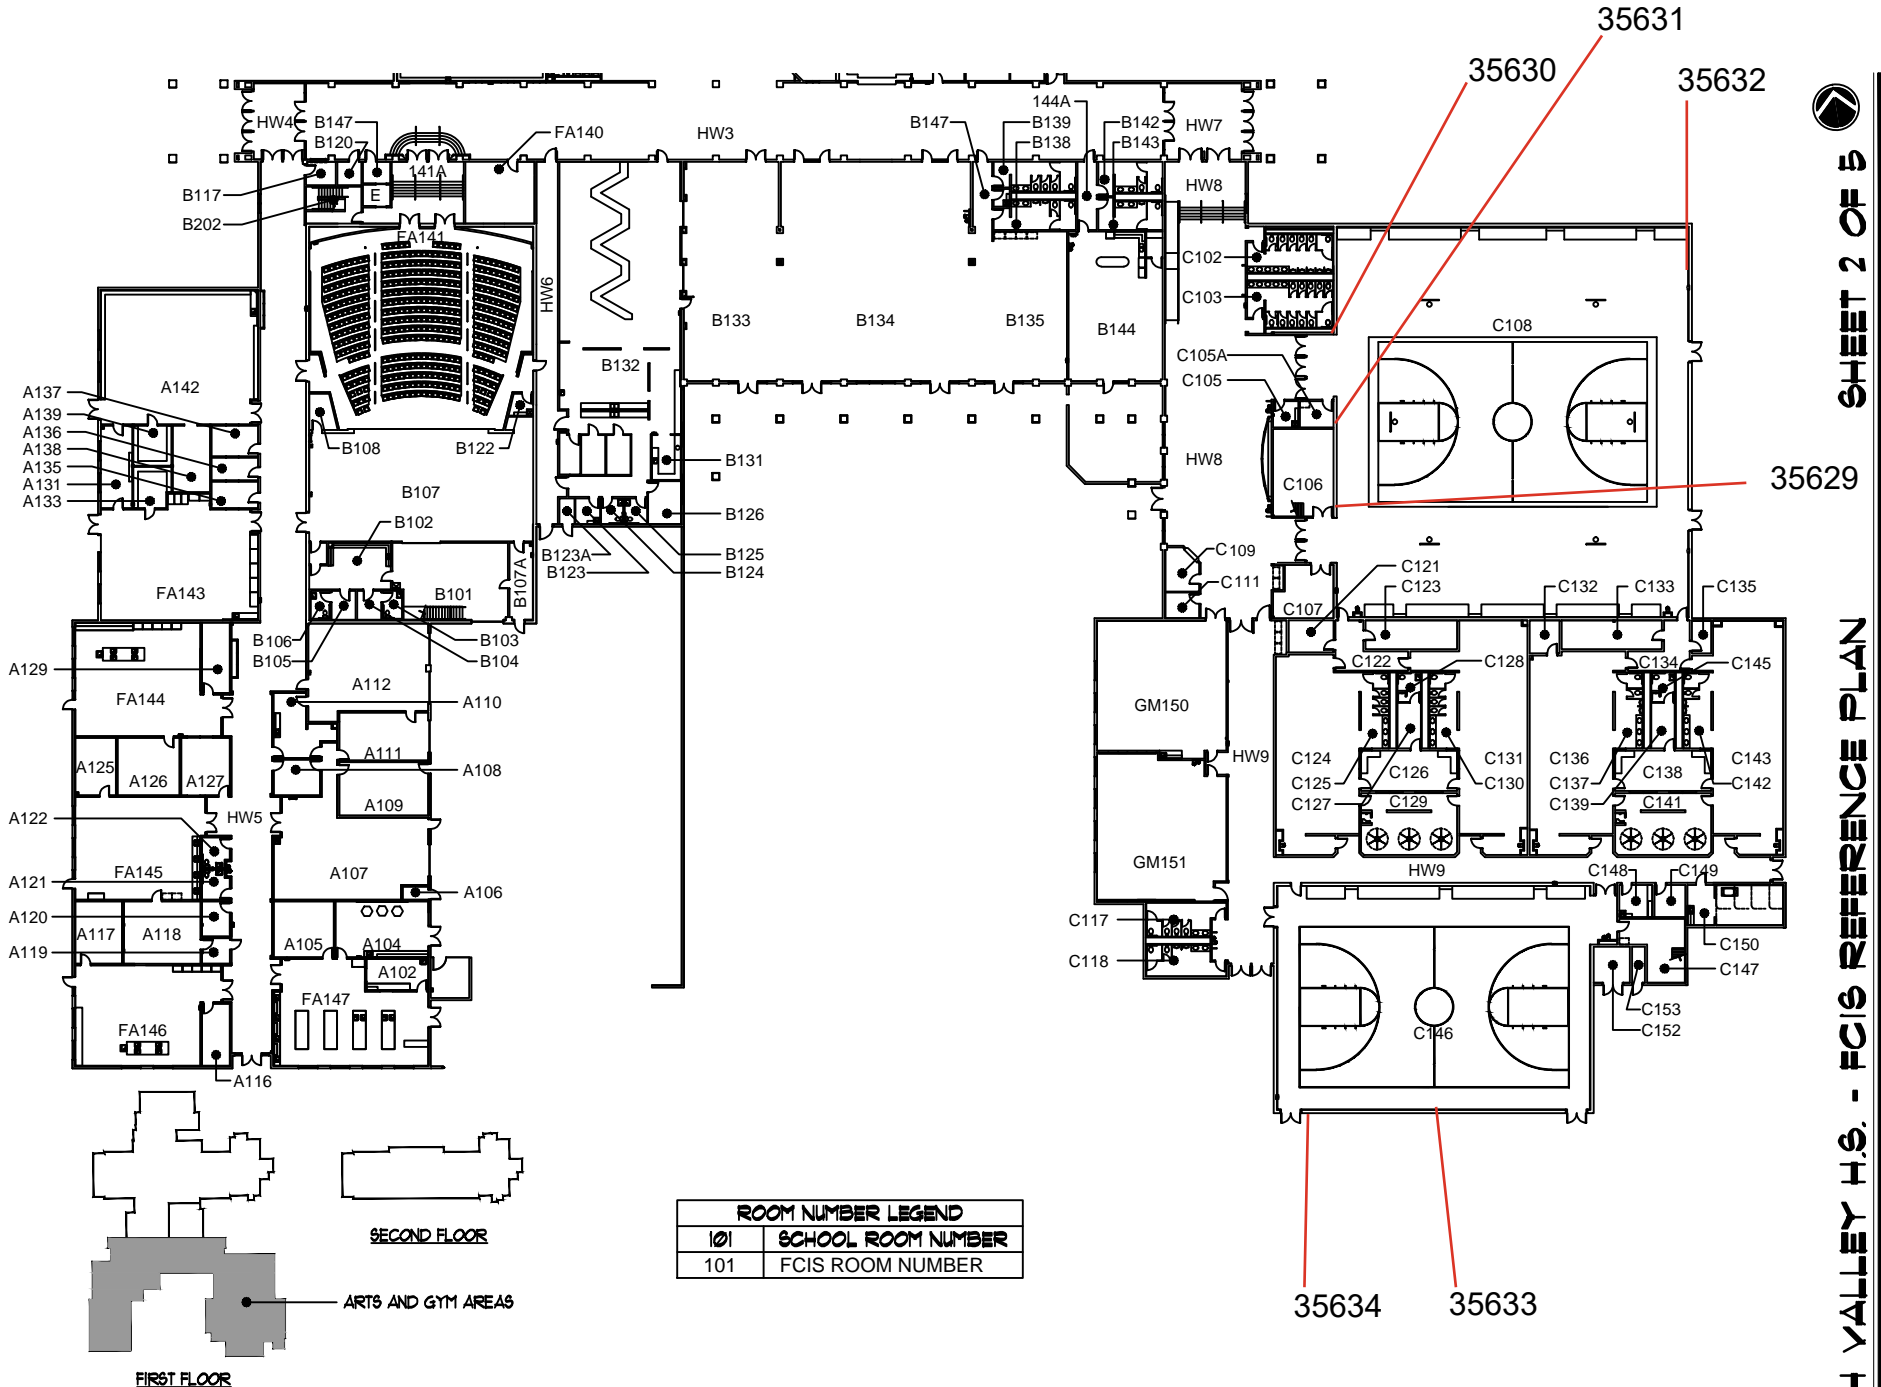 35631
35630
35632
144A
HW4
B147
B120
FA140
HW3
B147
B139
B138
B142
B143
HW7
B117
141A
E
B202
HW8
FA141
C102
HW6
C103
B133
B134
B135
B144
C108
C105A
C105
A142
B132
A137
A139
A136
A138
A135
A131
A133
B108
B122
B131
HW8
C106
35629
B107
B102
B126
B123A
B123
B125
B124
C109
C111
C121
C123
C132
C133
C135
FA143
B101
B107A
C107
B106
B105
B103
B104
A129
FA144
A112
A110
A111
A108
A125
A126
A127
A109
C122
C128
C134
C145
GM150
HW9
C124
C125
C127
C126
C129
C131
C130
C136
C137
C139
C138
C141
C143
C142
A122
HW5
FA145
A107
A121
A106
GM151
HW9
C148
C149
A120
A117
A118
A119
A105
A104
A102
C117
C118
C150
C147
FA147
FA146
C146
C153
C152
A116
SECOND FLOOR
ARTS AND GYM AREAS
FIRST FLOOR
ROOM NUMBER LEGEND
101 SCHOOL ROOM NUMBER
101 FCIS ROOM NUMBER
35634
35633
SHEET 2 OF 5
VALLEY H.S. - FCIS REFERENCE PLAN